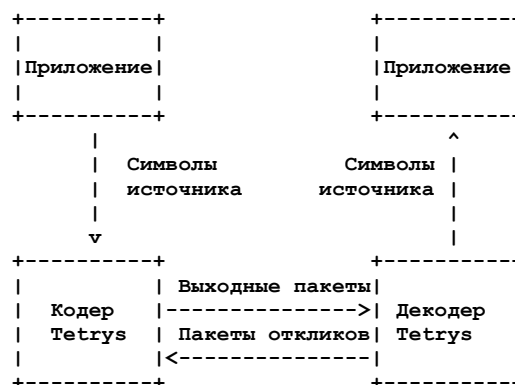 Приложение Приложение
Символы Символы
источника источника
Выходные пакеты
Кодер Декодер
Tetrys Пакеты откликов Tetrys